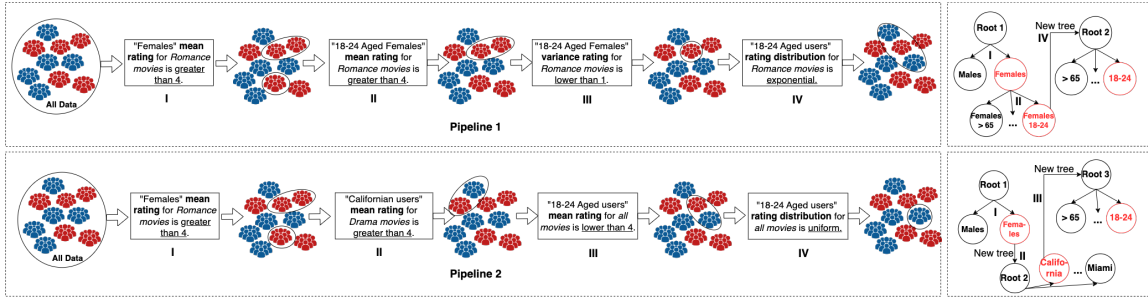 All Data
"Females" mean
rating for Romance
movies is greater
than 4.
I
"18-24 Aged Females"
mean rating for
Romance movies is
greater than 4.
II
"18-24 Aged Females
variance rating for
Romance movies is
lower than 1.
III
"18-24 Aged users"
rating distribution for
Romance movies is
exponential.
IV
Pipeline 1
Root 1
I
Males
Females
II
Females
> 65
...
Females
18-24
New tree
IV
Root 2
> 65
...
18-24
All Data
"Females" mean
rating for Romance
movies is greater
than 4.
I
"Californian users"
mean rating for
Drama movies is
greater than 4.
II
"18-24 Aged users"
mean rating for all
movies is lower than 4.
III
"18-24 Aged users"
rating distribution for
all movies is uniform.
IV
Pipeline 2
Root 1
I
Males
Fema-
les
New tree
II
Root 2
Califo-
rnia
...
Miami
III
New tree
Root 3
> 65
...
18-24